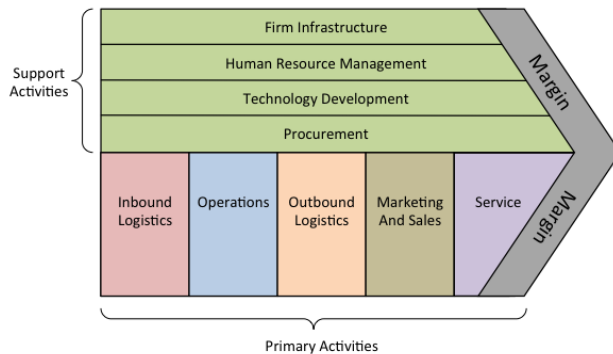 Firm Infrastructure
Human Resource Management
Technology Development
Procurement
Support
Activities
Margin
Inbound
Logistics
Operations
Outbound
Logistics
Marketing
And Sales
Service
Margin
Primary Activities